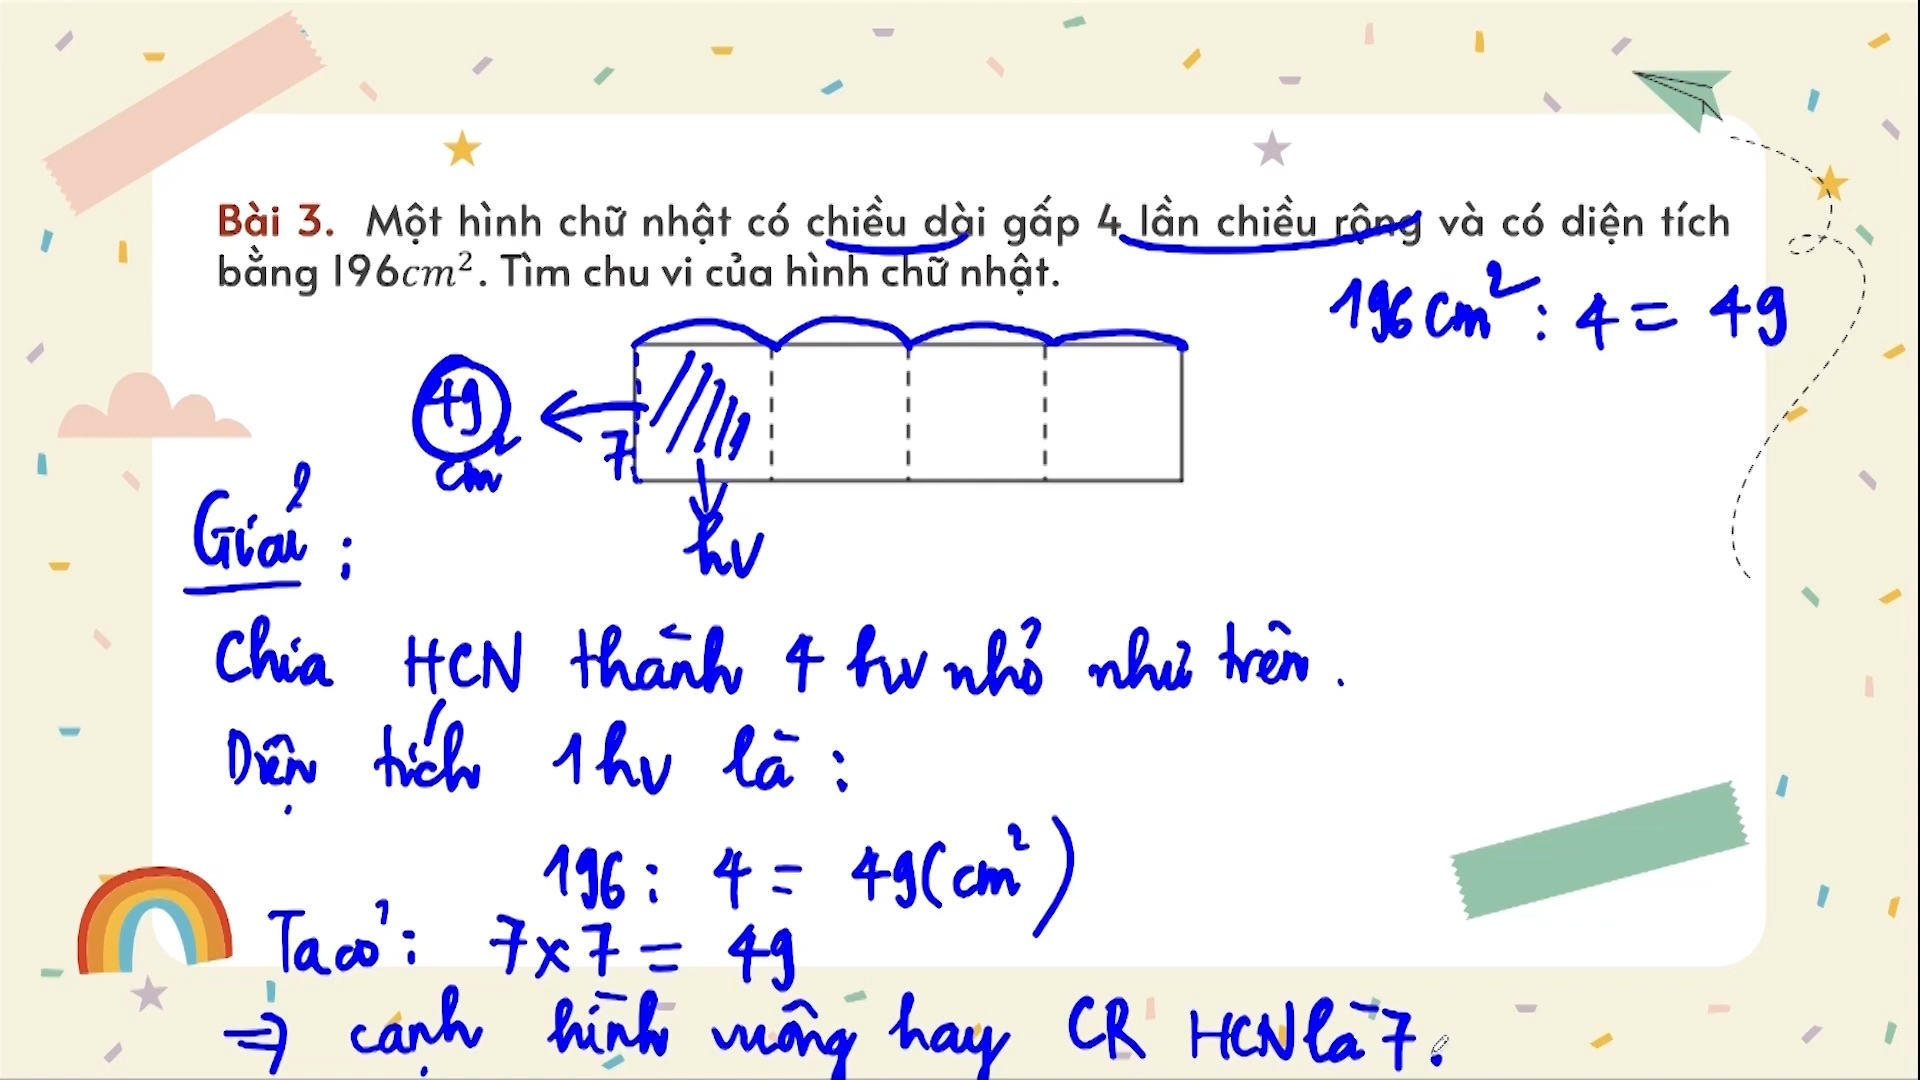 Bài 3. Một hình chữ nhật có chiều dài gấp 4 lần chiều rộng và có diện tích
bằng 196cm². Tìm chu vi của hình chữ nhật.
196 cm² : 4 = 49
49
cm²
7
hv
Giải :
Chia HCN thành 4 hv nhỏ như trên.
Diện tích 1 hv là :
196 : 4 = 49 (cm²)
Ta có : 7 x 7 = 49
⇒ cạnh hình vuông hay CR HCN là 7.